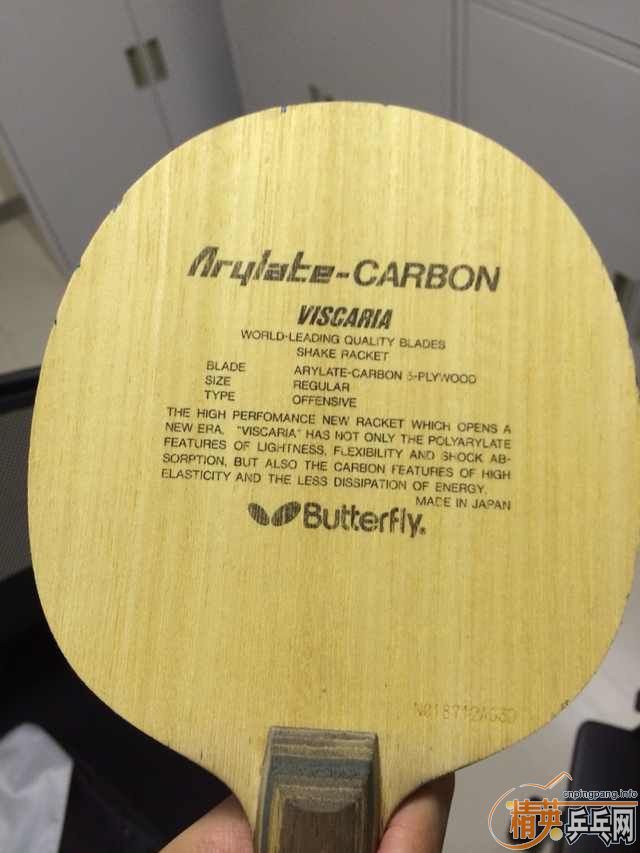 Arylate-CARBON
VISCARIA
WORLD-LEADING QUALITY BLADES
SHAKE RACKET
BLADE ARYLATE-CARBON 5-PLYWOOD
SIZE REGULAR
TYPE OFFENSIVE
THE HIGH PERFOMANCE NEW RACKET WHICH OPENS A
NEW ERA. "VISCARIA" HAS NOT ONLY THE POLYARYLATE
FEATURES OF LIGHTNESS, FLEXIBILITY AND SHOCK AB-
SORPTION, BUT ALSO THE CARBON FEATURES OF HIGH
ELASTICITY AND THE LESS DISSIPATION OF ENERGY.
MADE IN JAPAN
Butterfly.
cnpingpang.info
精英乒乓网